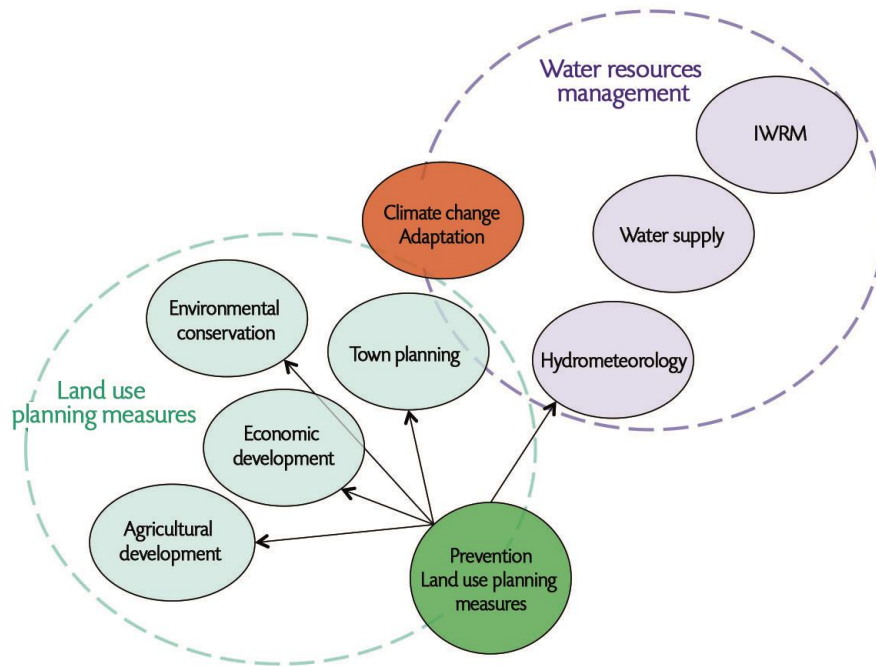 Water resources
management
IWRM
Climate change
Adaptation
Water supply
Environmental
conservation
Town planning
Hydrometeorology
Land use
planning measures
Economic
development
Agricultural
development
Prevention
Land use planning
measures